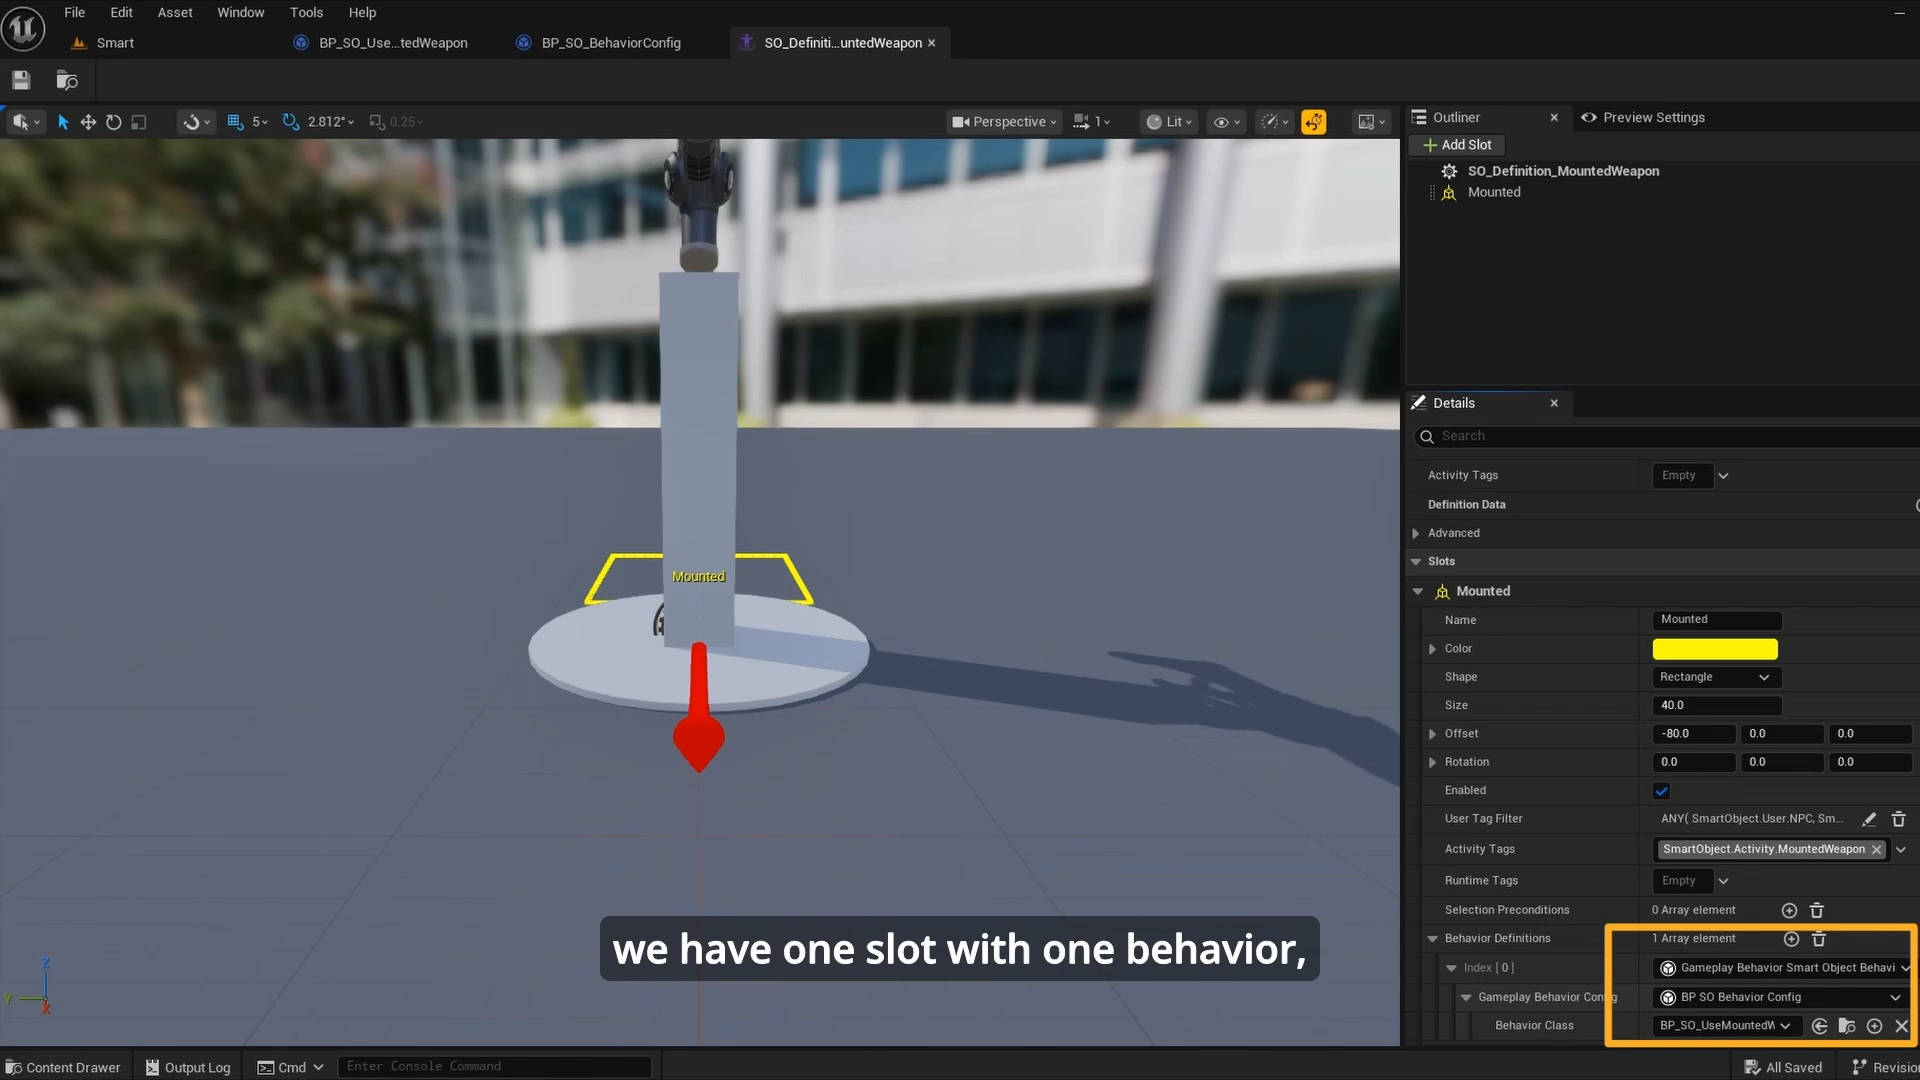 File Edit Asset Window Tools Help
Smart BP_SO_Use...tedWeapon BP_SO_BehaviorConfig SO_Definiti...untedWeapon
5 2.812° 0.25 Perspective 1 Lit
Outliner Preview Settings
Add Slot
SO_Definition_MountedWeapon
Mounted
Details
Search
Activity Tags Empty
Definition Data
Advanced
Slots
Mounted
Name Mounted
Color
Shape Rectangle
Size 40.0
Offset -80.0 0.0 0.0
Rotation 0.0 0.0 0.0
Enabled
User Tag Filter ANY( SmartObject.User.NPC, Sm...
Activity Tags SmartObject.Activity.MountedWeapon
Runtime Tags Empty
Selection Preconditions 0 Array element
Behavior Definitions 1 Array element
Index [ 0 ] Gameplay Behavior Smart Object Behavi
Gameplay Behavior Config BP SO Behavior Config
Behavior Class BP_SO_UseMountedW
Mounted
we have one slot with one behavior,
Z
Y
X
Content Drawer Output Log Cmd Enter Console Command All Saved Revision